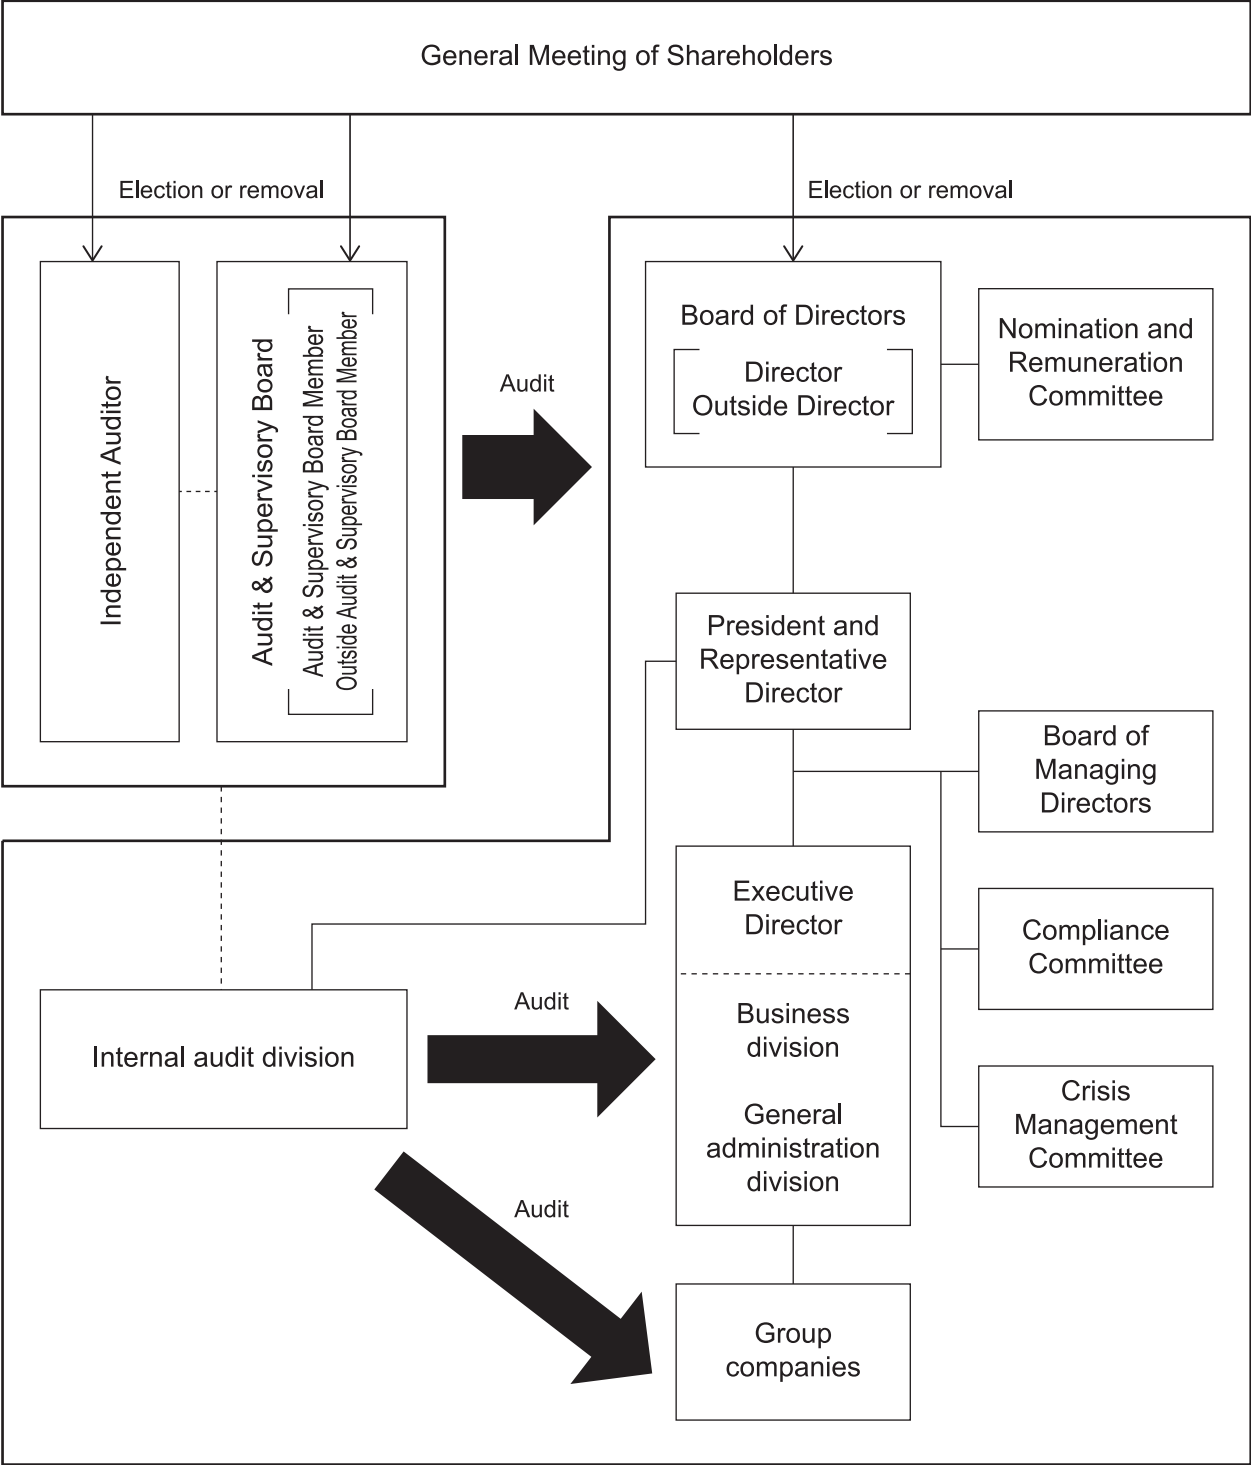 General Meeting of Shareholders
Election or removal
Election or removal
Independent Auditor
Audit & Supervisory Board
Audit & Supervisory Board Member
Outside Audit & Supervisory Board Member
Audit
Board of Directors
Director
Outside Director
Nomination and
Remuneration
Committee
President and
Representative
Director
Board of
Managing
Directors
Executive
Director
Compliance
Committee
Internal audit division
Audit
Business
division
General
administration
division
Crisis
Management
Committee
Audit
Group
companies